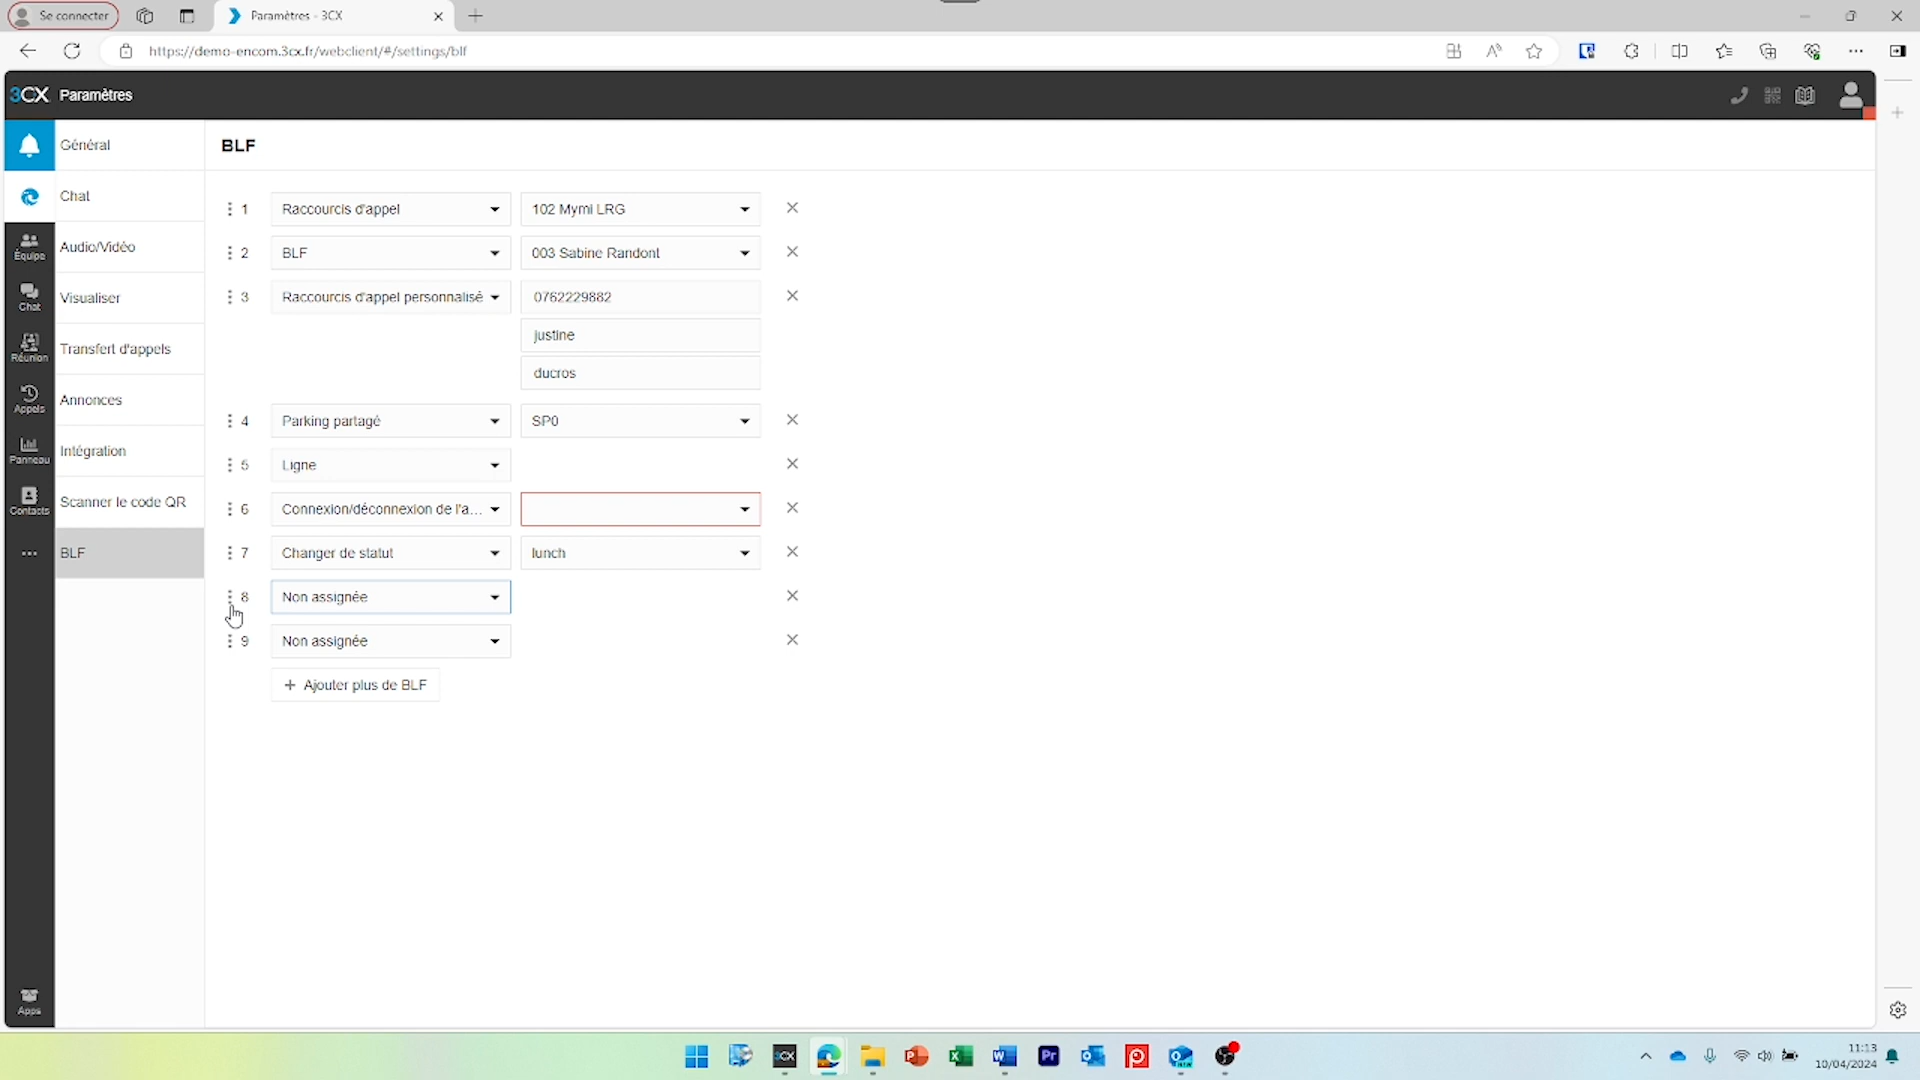 Se connecter
Paramètres - 3CX
https://demo-encom.3cx.fr/webclient/#/settings/blf
3CX Paramètres
Général
Chat
Audio/Vidéo
Visualiser
Transfert d'appels
Annonces
Intégration
Scanner le code QR
BLF
Équipe
Chat
Réunion
Appels
Panneau
Contacts
Apps
BLF
1 Raccourcis d'appel 102 Mymi LRG
2 BLF 003 Sabine Randont
3 Raccourcis d'appel personnalisé 0762229882
justine
ducros
4 Parking partagé SP0
5 Ligne
6 Connexion/déconnexion de l'a...
7 Changer de statut lunch
8 Non assignée
9 Non assignée
+ Ajouter plus de BLF
3CX
Pr
11:13
10/04/2024